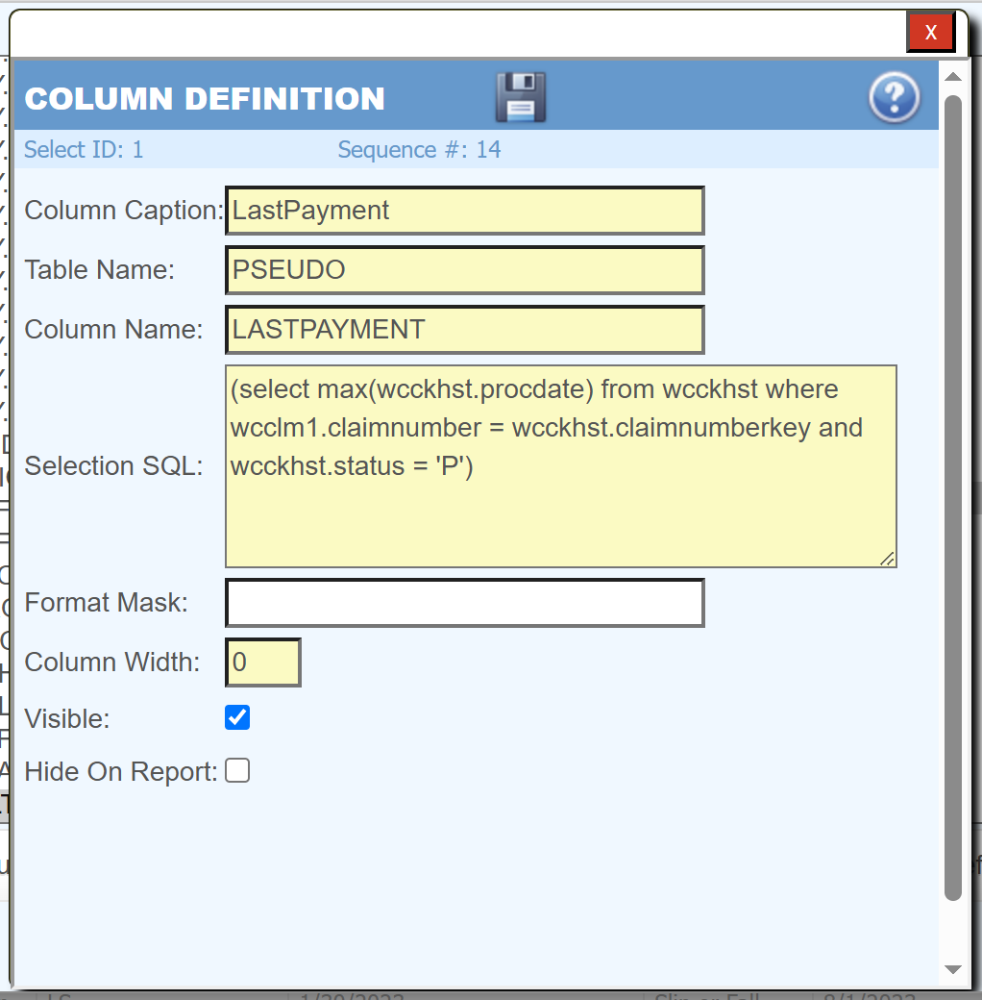 X
COLUMN DEFINITION
Select ID: 1 Sequence #: 14
Column Caption: LastPayment
Table Name: PSEUDO
Column Name: LASTPAYMENT
Selection SQL:
(select max(wcckhst.procdate) from wcckhst where
wcclm1.claimnumber = wcckhst.claimnumberkey and
wcckhst.status = 'P')
Format Mask:
Column Width: 0
Visible:
Hide On Report: